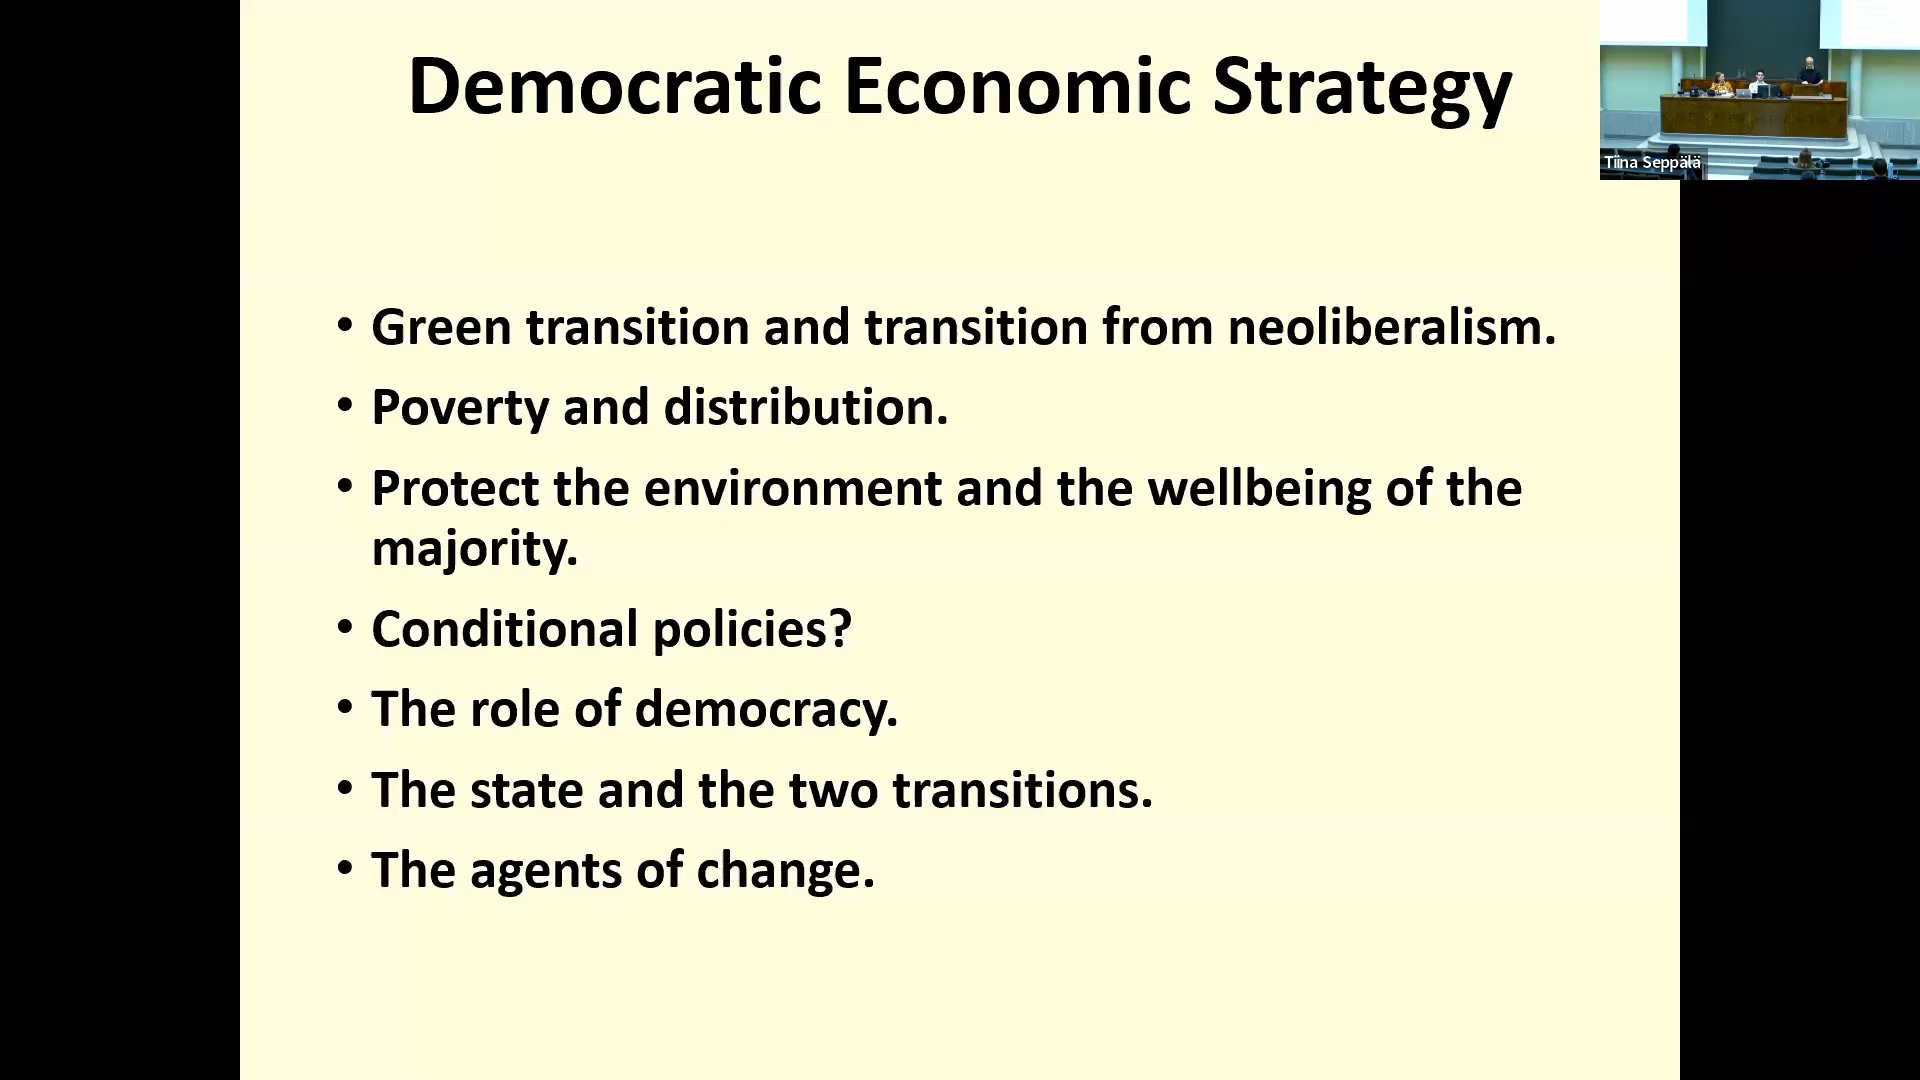 Democratic Economic Strategy
Tiina Seppälä
• Green transition and transition from neoliberalism.
• Poverty and distribution.
• Protect the environment and the wellbeing of the
majority.
• Conditional policies?
• The role of democracy.
• The state and the two transitions.
• The agents of change.